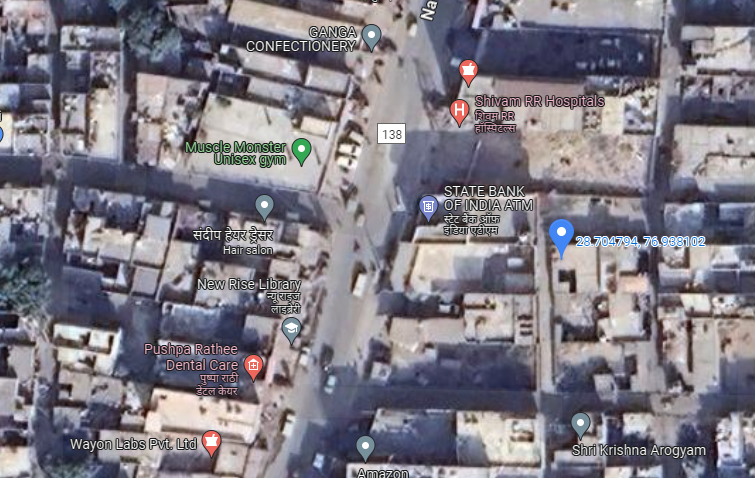 Na
GANGA
CONFECTIONERY
Shivam RR Hospitals
शिवम RR
हॉस्पिटल्स
138
Muscle Monster
Unisex gym
STATE BANK
OF INDIA ATM
स्टेट बैंक ऑफ़
इंडिया एटीएम
संदीप हेयर ड्रेसर
Hair salon
28.704794, 76.938102
New Rise Library
न्यू राइज
लाइब्रेरी
Pushpa Rathee
Dental Care
पुष्पा राठी
डेंटल केयर
Wayon Labs Pvt. Ltd
Shri Krishna Arogyam
Amazon